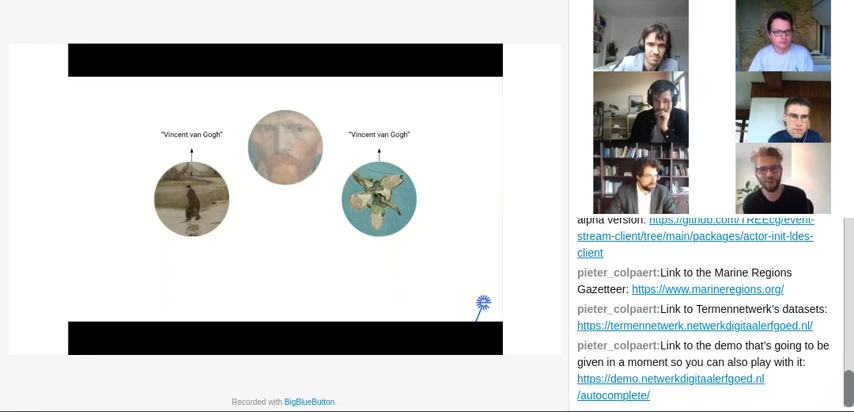 "Vincent van Gogh"
"Vincent van Gogh"
Recorded with BigBlueButton.
alpha version: https://github.com/TREEcg/event-
stream-client/tree/main/packages/actor-init-ldes-
client
pieter_colpaert:Link to the Marine Regions
Gazetteer: https://www.marineregions.org/
pieter_colpaert:Link to Termennetwerk's datasets:
https://termennetwerk.netwerkdigitaalerfgoed.nl/
pieter_colpaert:Link to the demo that's going to be
given in a moment so you can also play with it:
https://demo.netwerkdigitaalerfgoed.nl
/autocomplete/